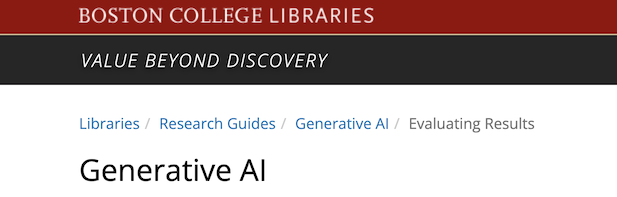 BOSTON COLLEGE LIBRARIES
VALUE BEYOND DISCOVERY
Libraries / Research Guides / Generative AI / Evaluating Results
Generative AI